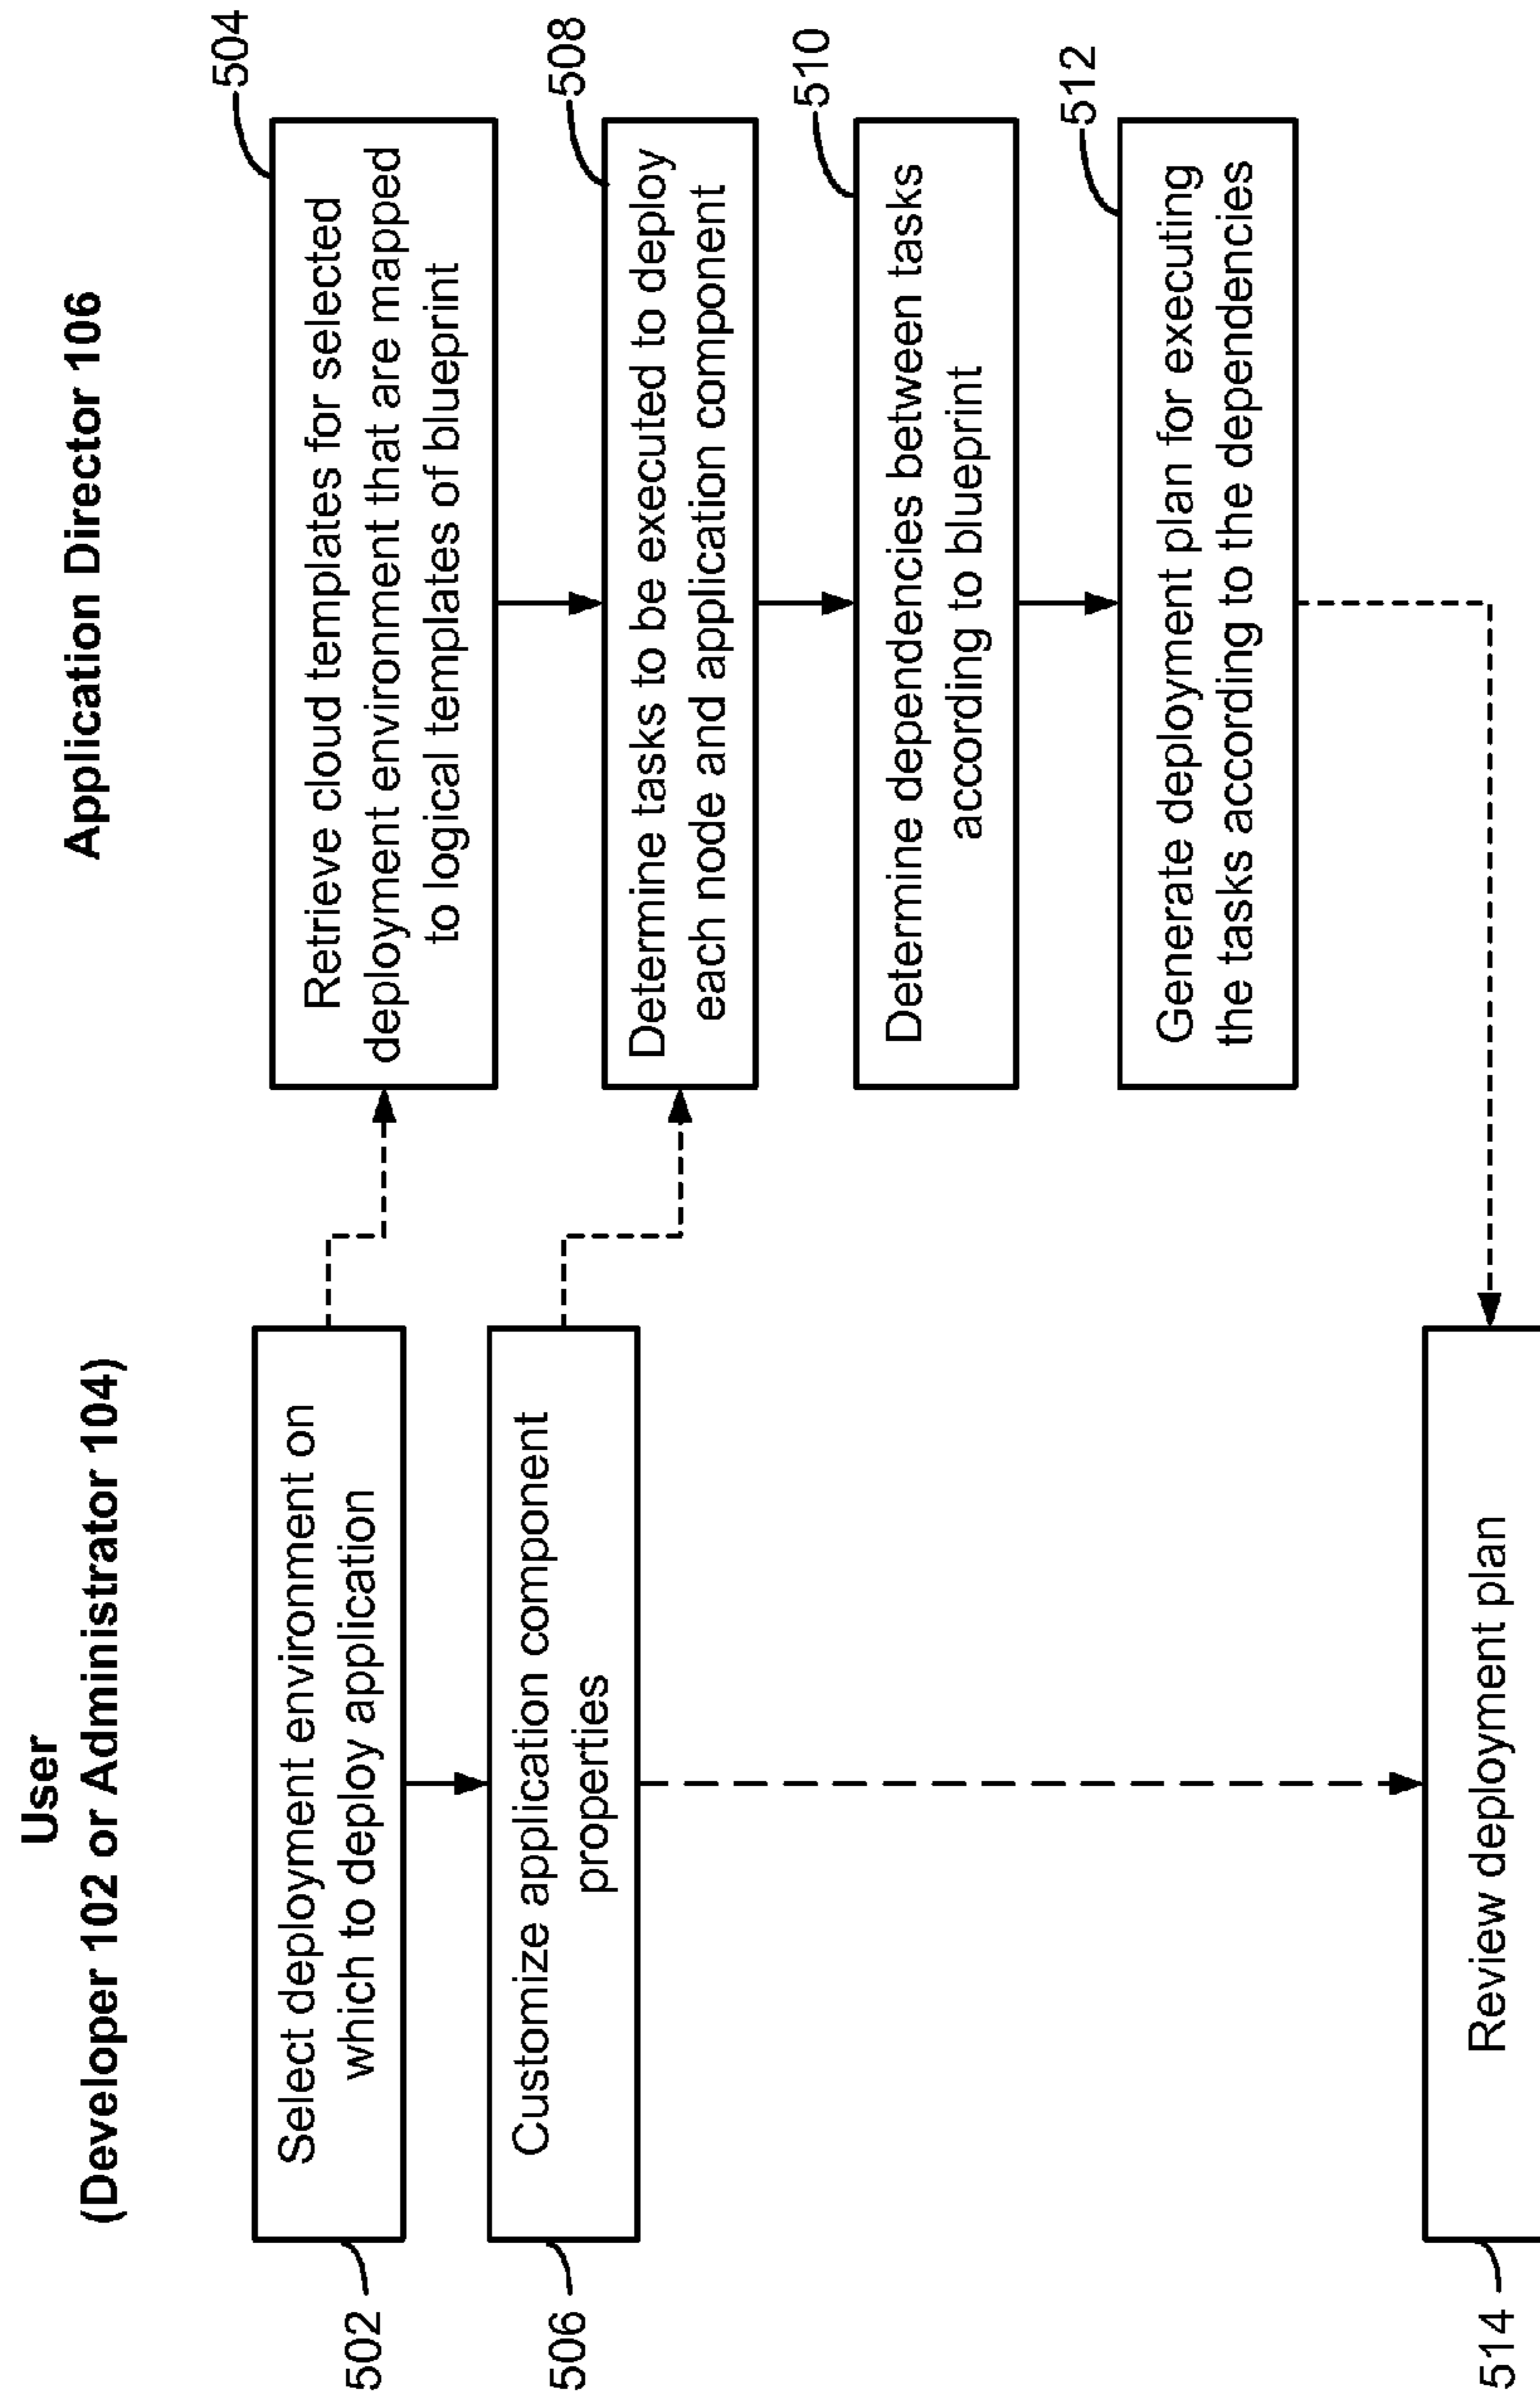 User
(Developer 102 or Administrator 104)
Application Director 106
502
Select deployment environment on
which to deploy application
504
Retrieve cloud templates for selected
deployment environment that are mapped
to logical templates of blueprint
506
Customize application component
properties
508
Determine tasks to be executed to deploy
each node and application component
510
Determine dependencies between tasks
according to blueprint
512
Generate deployment plan for executing
the tasks according to the dependencies
514
Review deployment plan